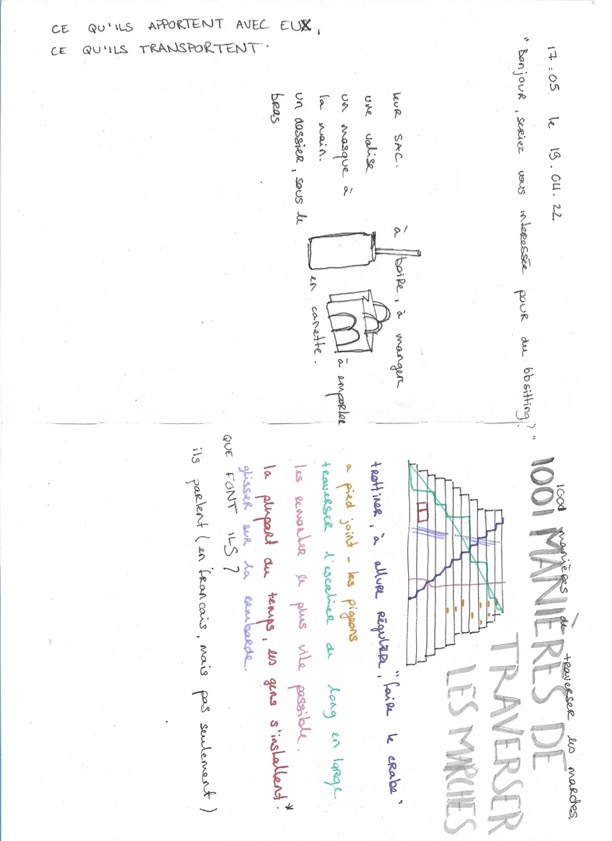 17:05 le 19.04.22
"Bonjour, seriez vous interessée pour du bbsitting?"
leur SAC.
une valise
un masque à
la main.
un dossier, sous le
bras
à boire, à manger
à emporter
en canette.
CE QU'ILS APPORTENT AVEC EUX,
CE QU'ILS TRANSPORTENT.
1001 manières de traverser les marches.
1001 MANIÈRES DE
TRAVERSER
LES MARCHES
trottiner, à allure régulière, "faire le crabe"
a pied joint - les pigeons
traverser l'escalier de long en large
les remonter le plus vite possible.
la plupart du temps, les gens s'installent.*
glisser sur la rambarde.
QUE FONT ILS?
ils parlent (en francais, mais pas seulement)